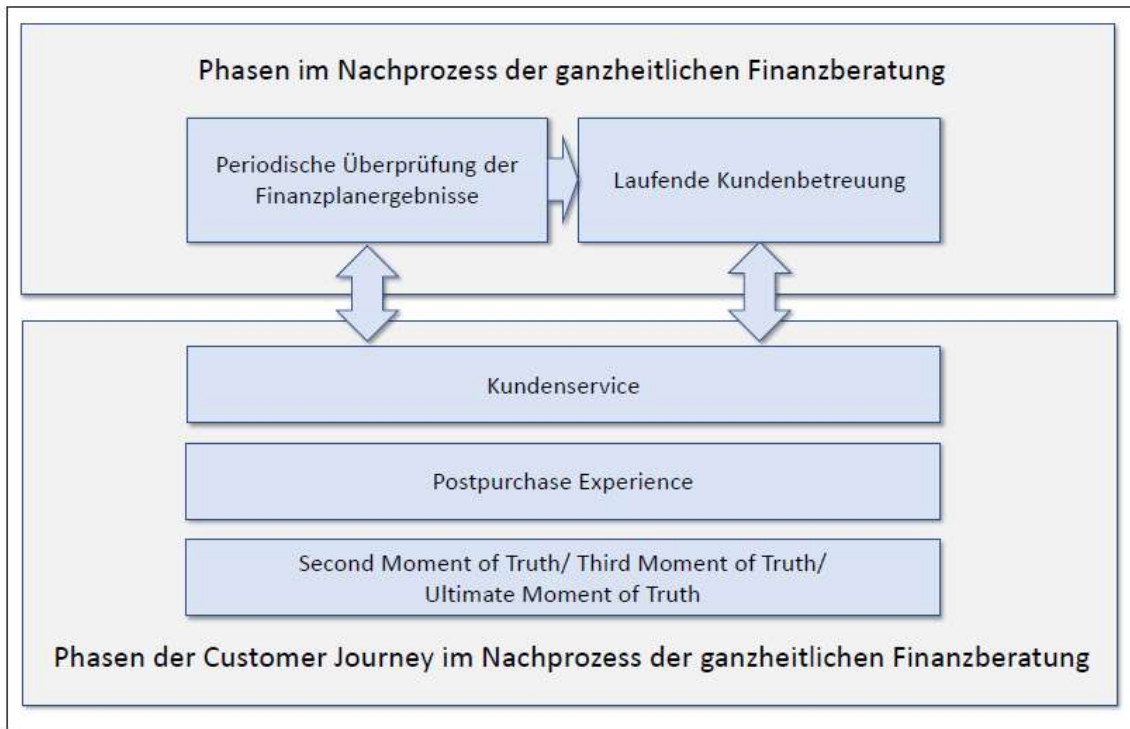 Phasen im Nachprozess der ganzheitlichen Finanzberatung
Periodische Überprüfung der
Finanzplanergebnisse
Laufende Kundenbetreuung
Kundenservice
Postpurchase Experience
Second Moment of Truth/ Third Moment of Truth/
Ultimate Moment of Truth
Phasen der Customer Journey im Nachprozess der ganzheitlichen Finanzberatung